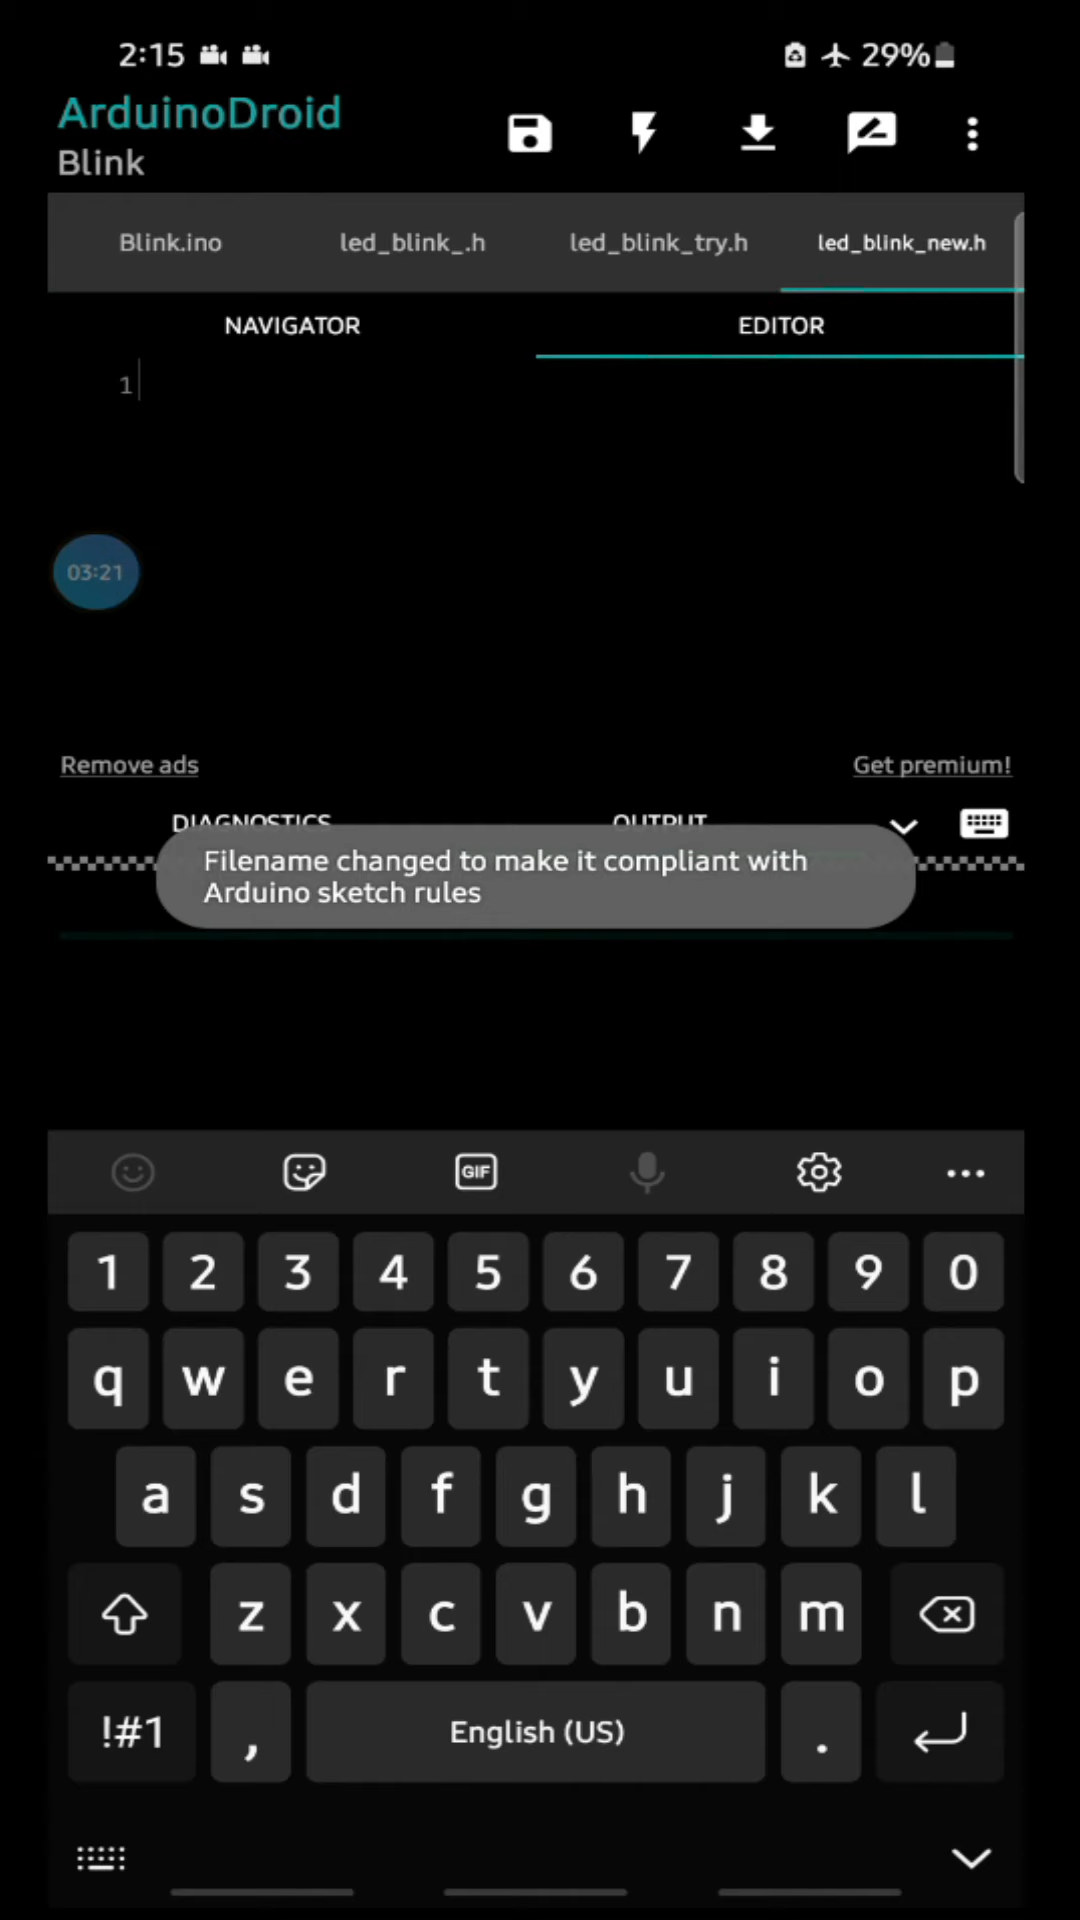 2:15
29%
ArduinoDroid
Blink
Blink.ino
led_blink_.h
led_blink_try.h
led_blink_new.h
NAVIGATOR
EDITOR
1
03:21
Remove ads
Get premium!
DIAGNOSTICS
OUTPUT
Filename changed to make it compliant with
Arduino sketch rules
GIF
1 2 3 4 5 6 7 8 9 0
q w e r t y u i o p
a s d f g h j k l
z x c v b n m
!#1 , English (US) .